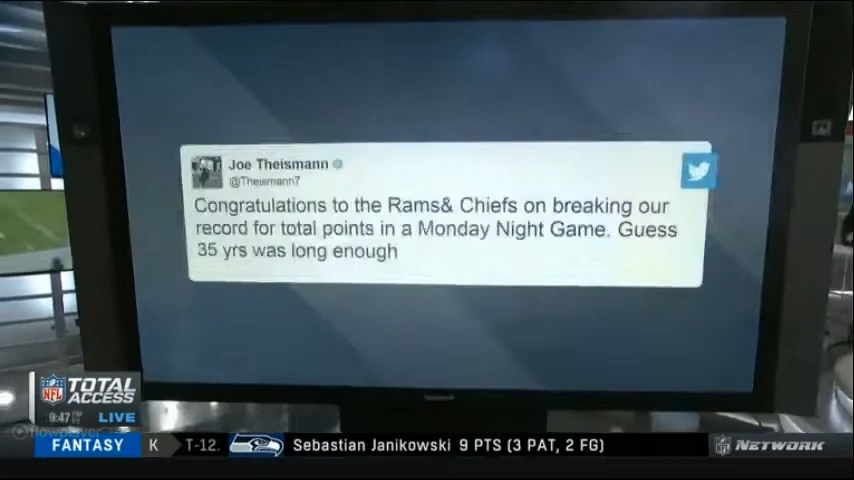 Joe Theismann
@Theismann7
Congratulations to the Rams& Chiefs on breaking our
record for total points in a Monday Night Game. Guess
35 yrs was long enough
NFL TOTAL
ACCESS
9:47 LIVE
flowplayer
FANTASY K T-12. Sebastian Janikowski 9 PTS (3 PAT, 2 FG) NFL NETWORK